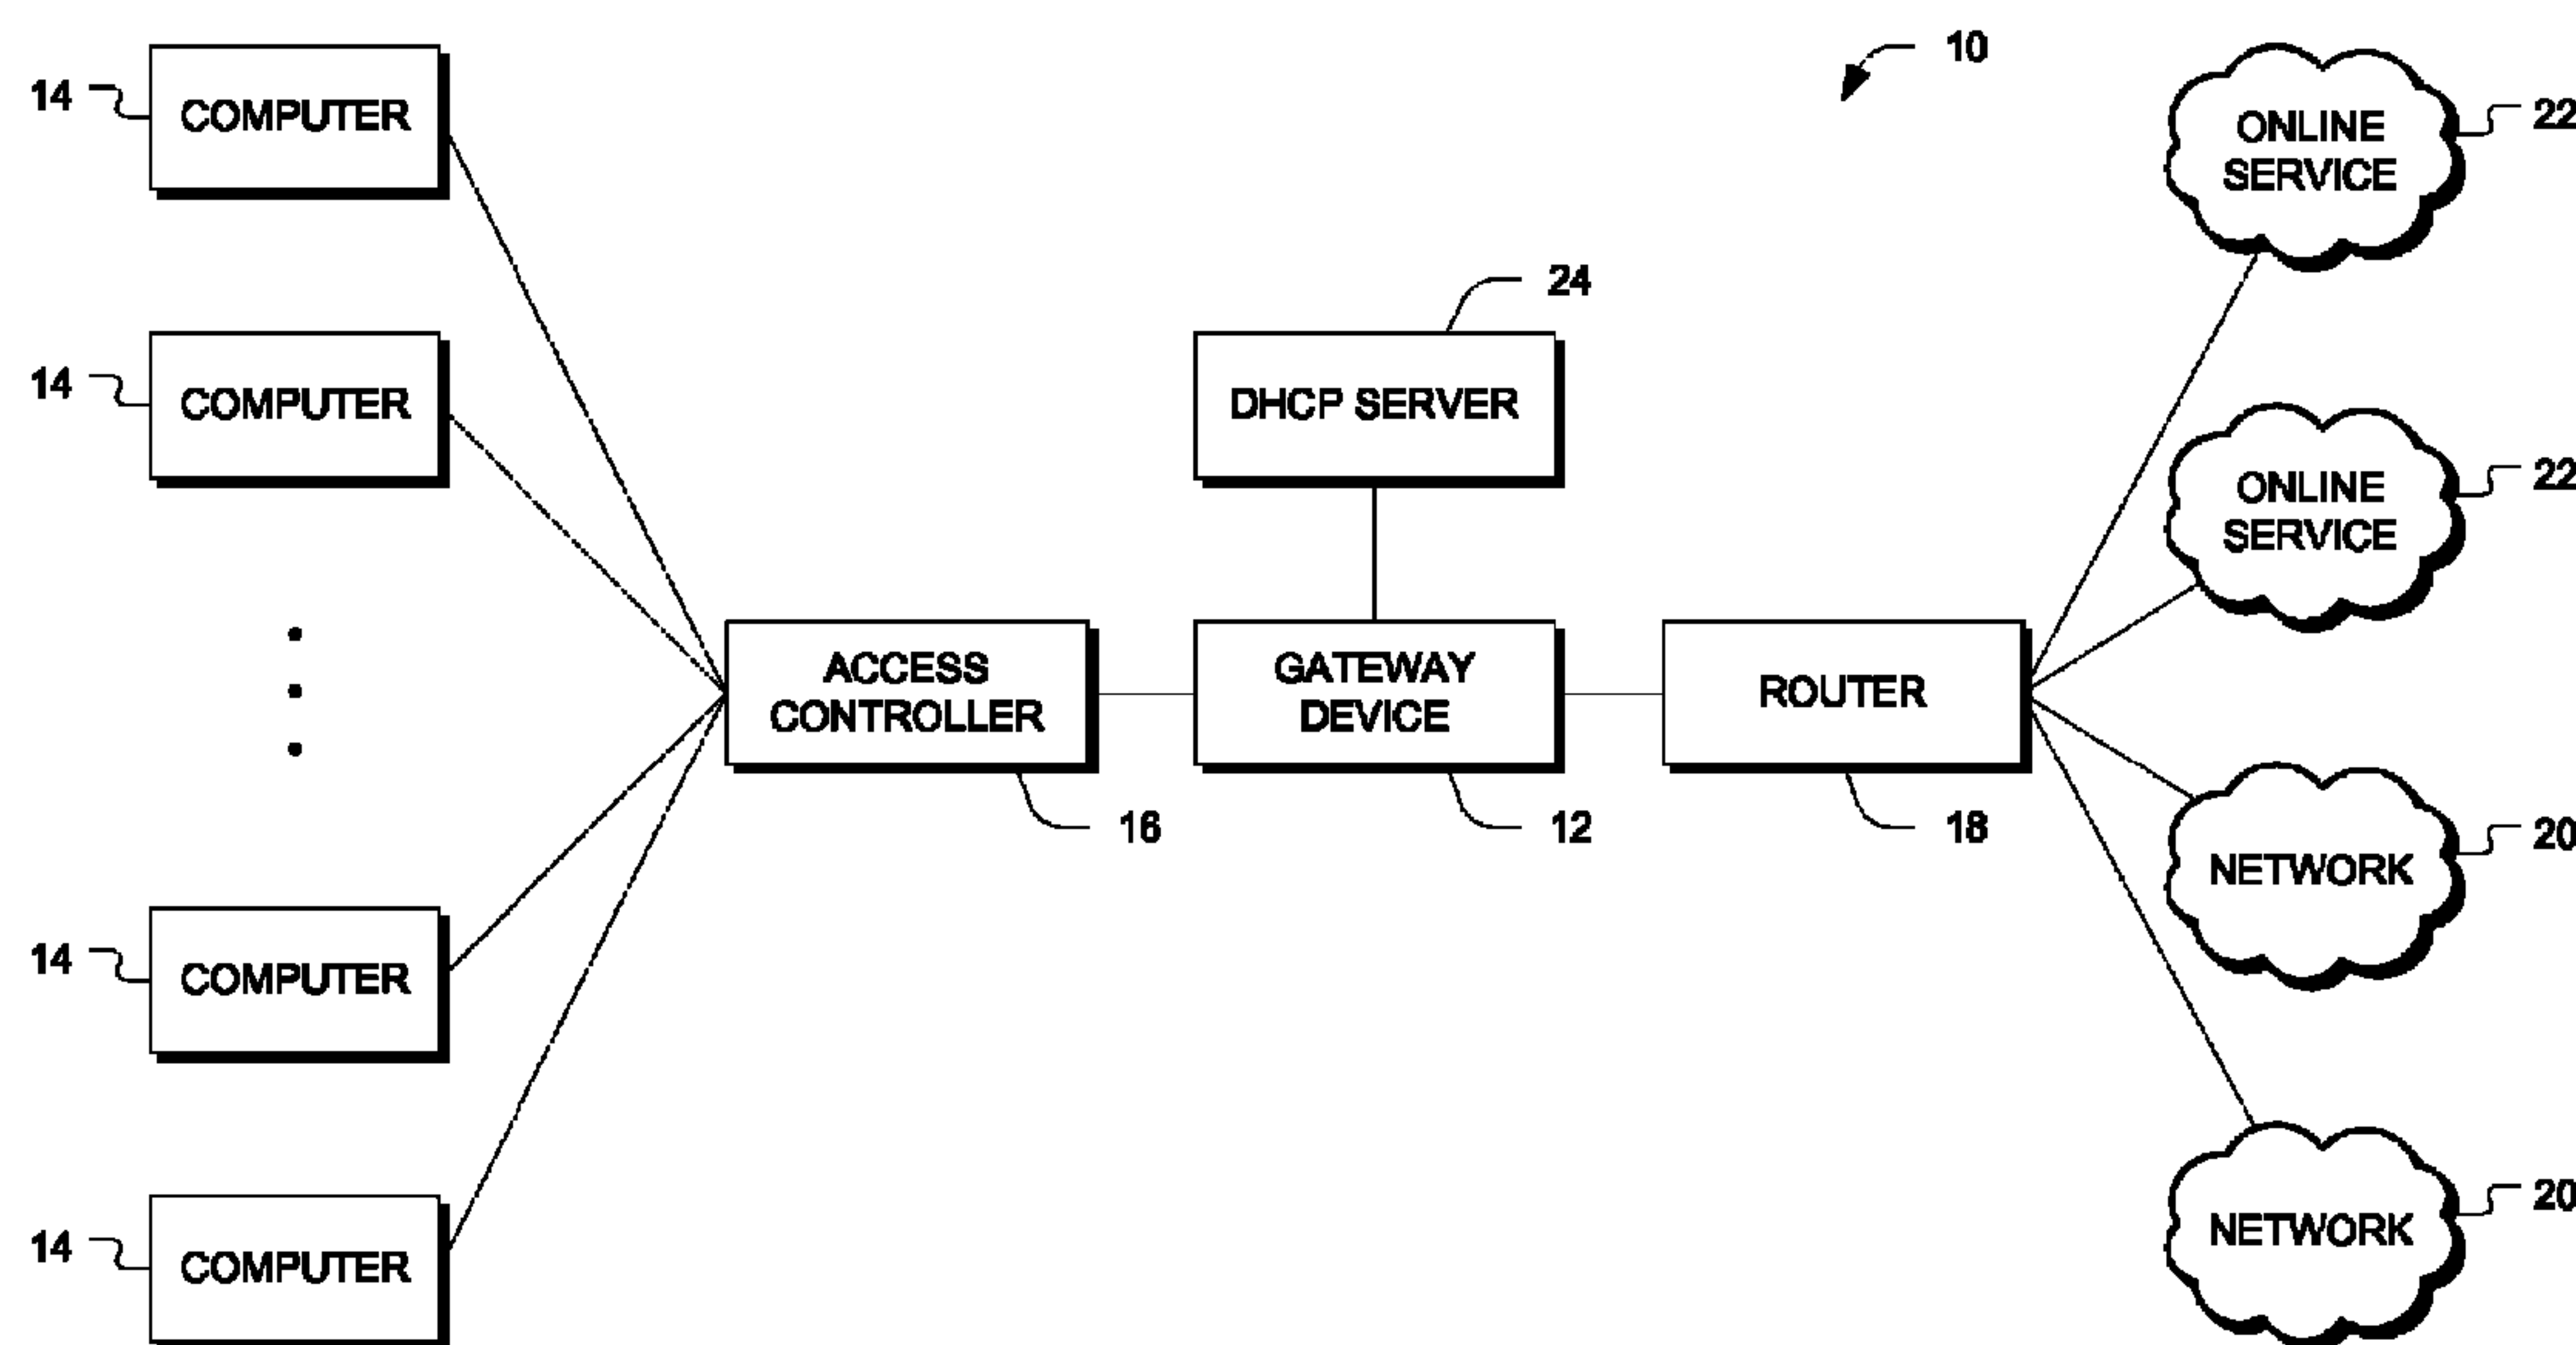 10
14
COMPUTER
ONLINE
SERVICE
22
24
14
COMPUTER
DHCP SERVER
ONLINE
SERVICE
22
ACCESS
CONTROLLER
GATEWAY
DEVICE
ROUTER
16
12
18
NETWORK
20
14
COMPUTER
NETWORK
20
14
COMPUTER